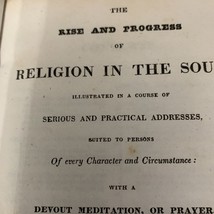 THE
RISE AND PROGRESS
OF
RELIGION IN THE SOU
ILLUSTRATED IN A COURSE OF
SERIOUS AND PRACTICAL ADDRESSES,
SUITED TO PERSONS
Of every Character and Circumstance:
WITH A
DEVOUT MEDITATION, OR PRAYER